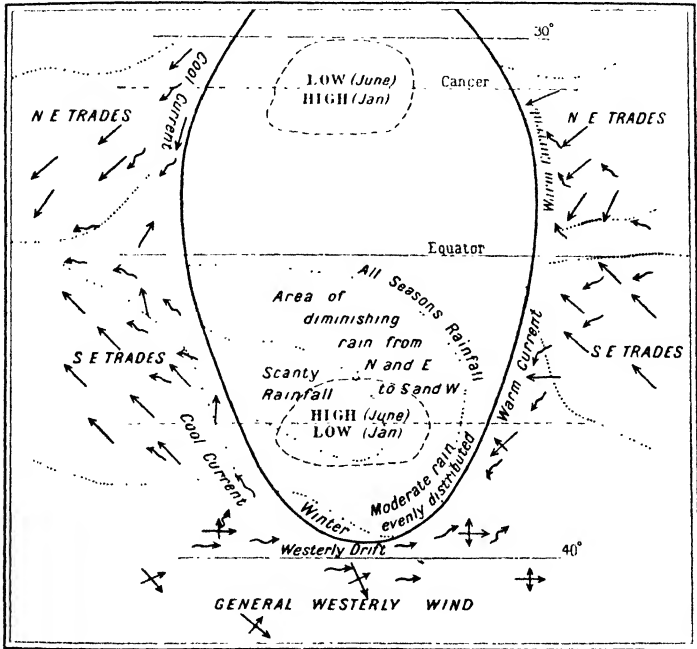 30°
Cool Current
LOW (June)
HIGH (Jan)
Cancer
N E TRADES
N E TRADES
Warm Current
Equator
All Seasons Rainfall
Area of
diminishing
rain from
N and E
to S and W
Scanty
Rainfall
S E TRADES
S E TRADES
Warm Current
HIGH (June)
LOW (Jan)
Cool Current
Moderate rain
evenly distributed
Winter
Westerly Drift
40°
GENERAL WESTERLY WIND